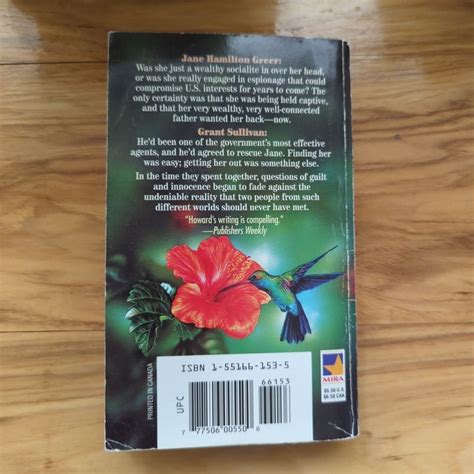 Jane Hamilton Greer:
Was she just a wealthy socialite in over her head,
or was she really engaged in espionage that could
compromise U.S. interests for years to come? The
only certainty was that she was being held captive,
and that her very wealthy, very well-connected
father wanted her back—now.
Grant Sullivan:
He'd been one of the government's most effective
agents, and he'd agreed to rescue Jane. Finding her
was easy; getting her out was something else.
In the time they spent together, questions of guilt
and innocence began to fade against the
undeniable reality that two people from such
different worlds should never have met.
"Howard's writing is compelling."
—Publishers Weekly
ISBN 1-55166-153-5
66153
UPC
7 77506 00550 0
PRINTED IN CANADA
MIRA
$5.50 U.S.